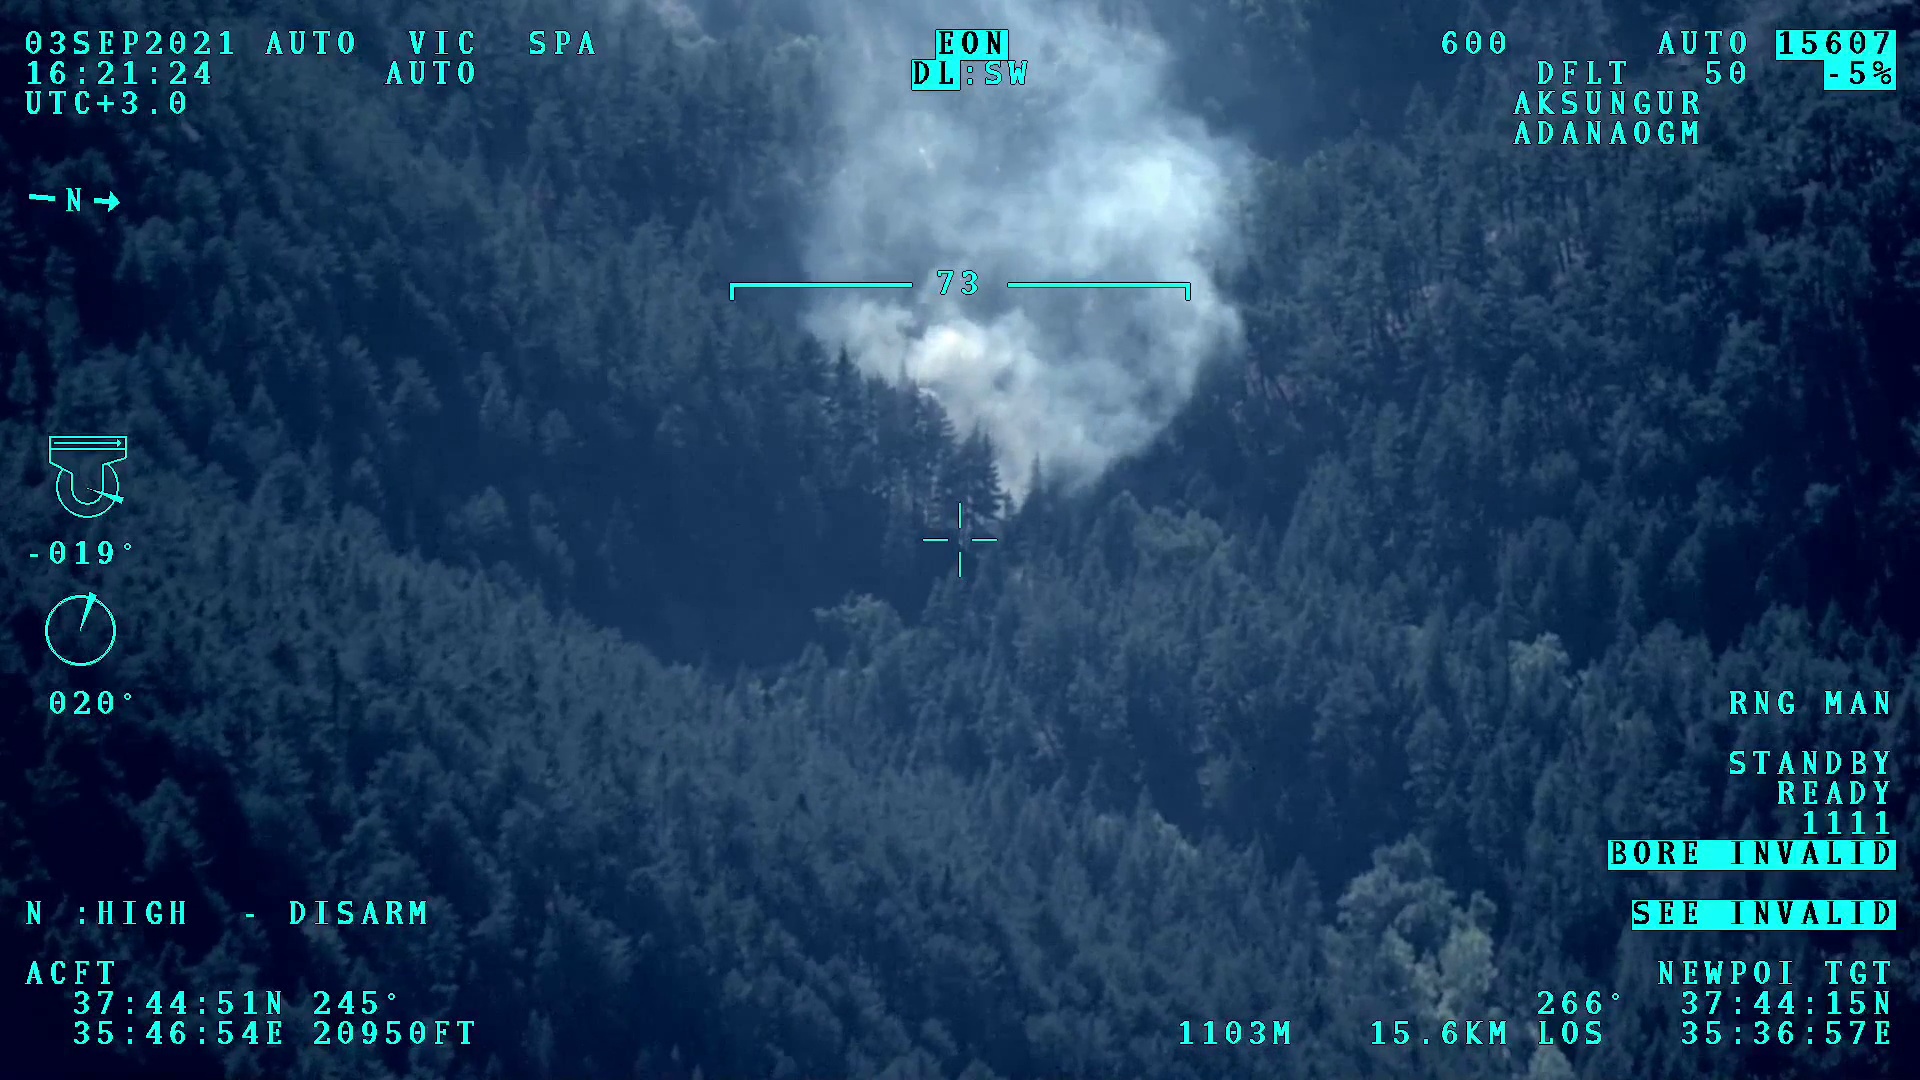 03SEP2021 AUTO VIC SPA EON 600 AUTO 15607
16:21:24 AUTO DL:SW DFLT 50 -5%
UTC+3.0 AKSUNGUR
ADANAOGM
N
73
-019°
020°
RNG MAN
STANDBY
READY
1111
BORE INVALID
N :HIGH - DISARM SEE INVALID
ACFT NEWPOI TGT
37:44:51N 245° 266° 37:44:15N
35:46:54E 20950FT 1103M 15.6KM LOS 35:36:57E